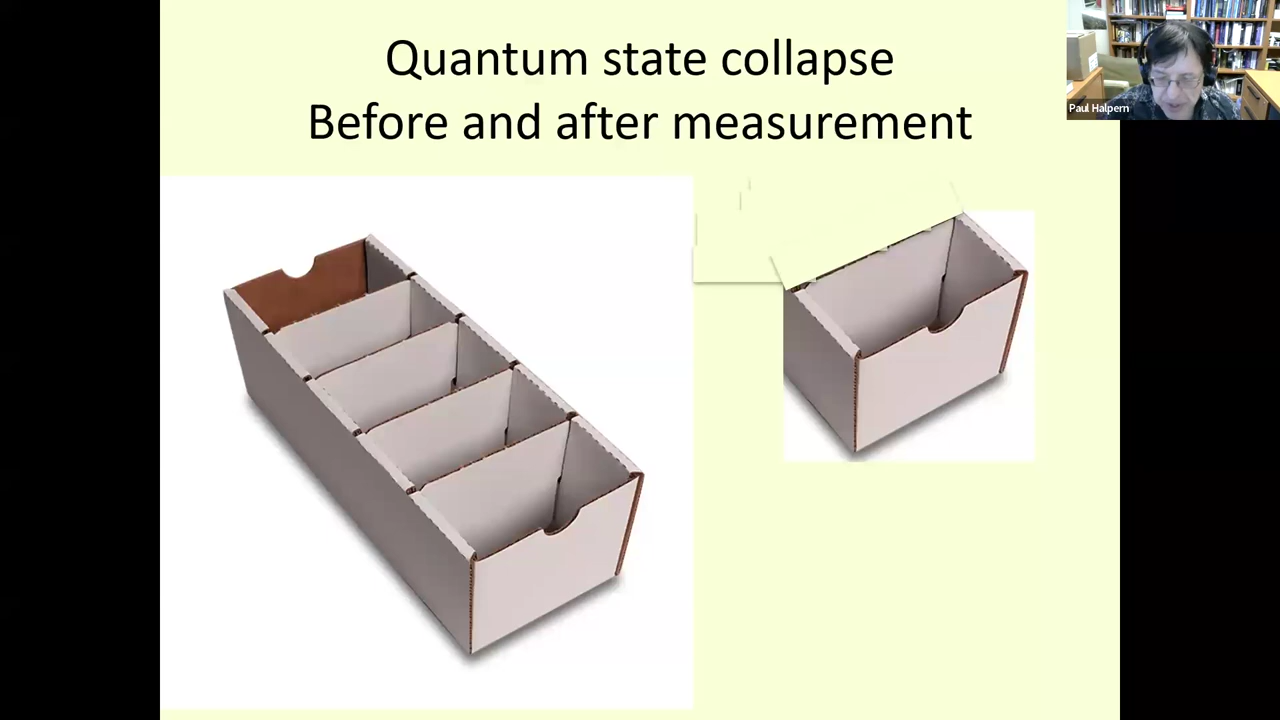 Quantum state collapse
Before and after measurement
Paul Halpern